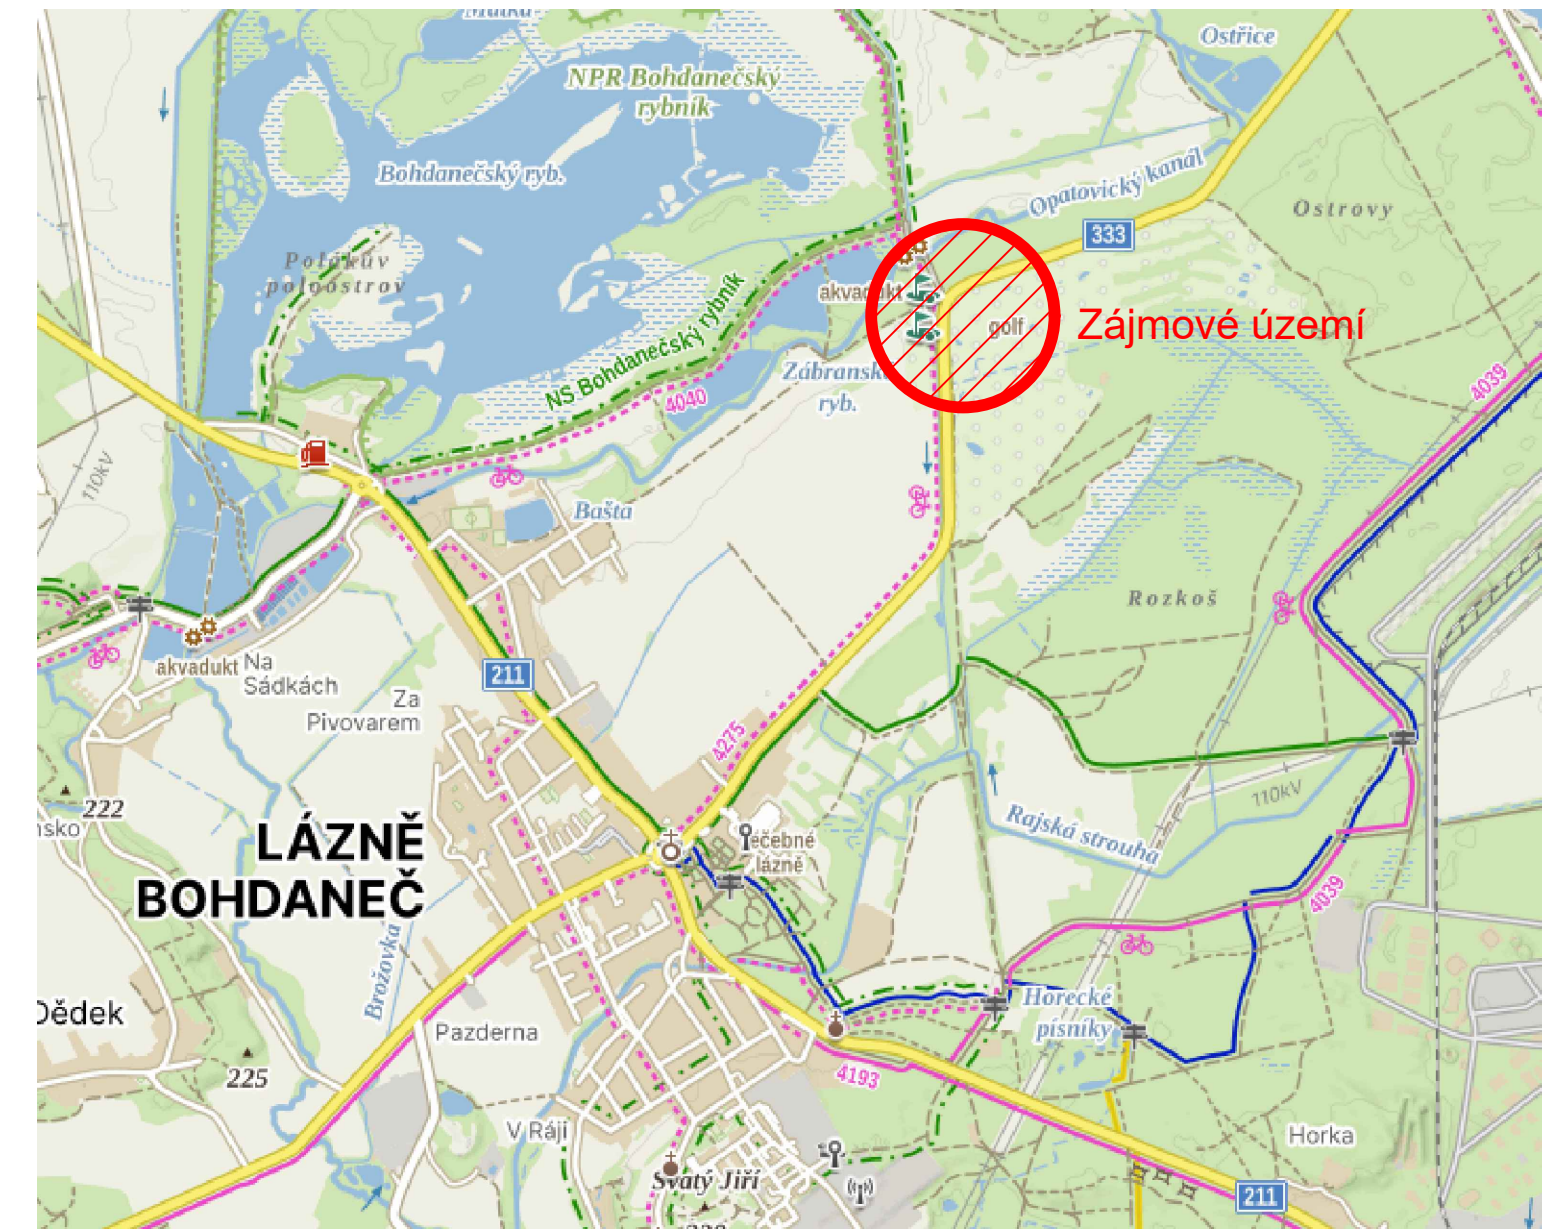 Ostřice
NPR Bohdanečský
rybník
Bohdanečský ryb.
Opatovický kanál
Ostrovy
333
Polákův
poloostrov
NS Bohdanečský rybník
akvadukt
golf
Zájmové území
Zábranský
ryb.
4040
4039
110kV
Bašta
Rozkoš
akvadukt
Na
Sádkách
211
Za
Pivovarem
4275
110kV
222
LÁZNĚ
BOHDANEČ
Rajská strouha
léčebné
lázně
4039
Brožovka
Dědek
Pazderna
Horecké
písníky
225
4193
V Ráji
Horka
Svatý Jiří
211